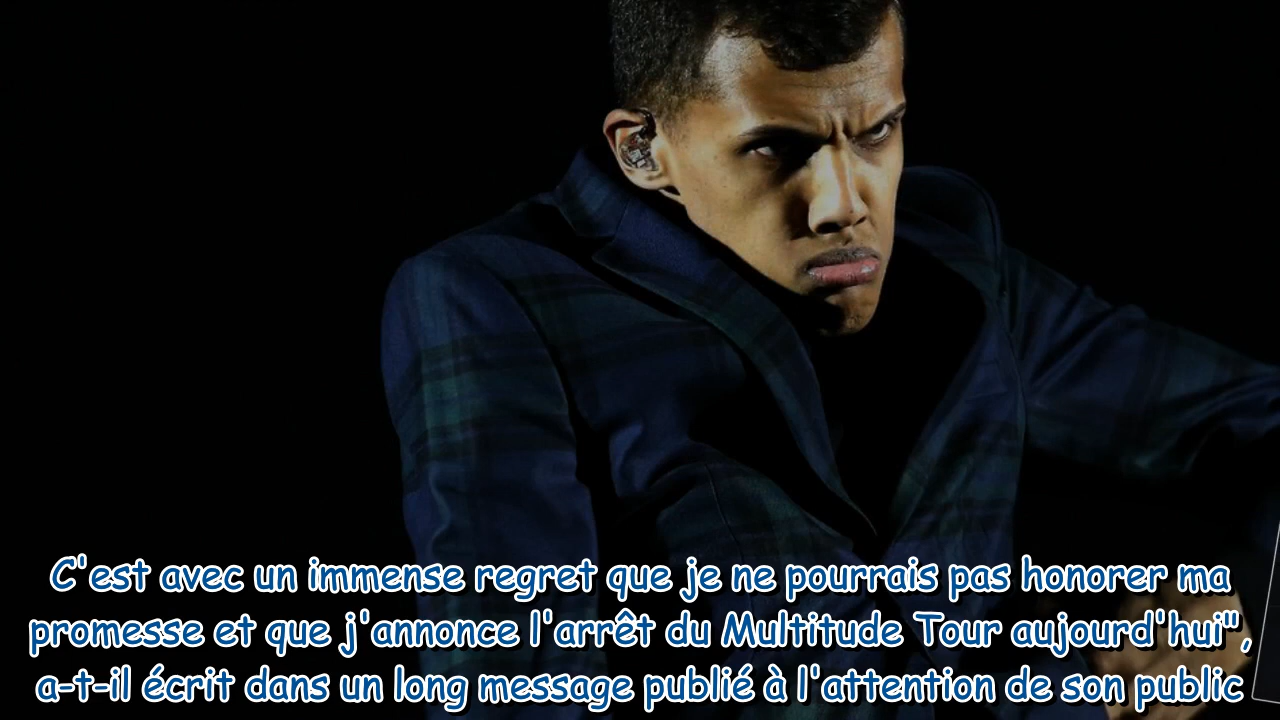 C'est avec un immense regret que je ne pourrais pas honorer ma
promesse et que j'annonce l'arrêt du Multitude Tour aujourd'hui",
a-t-il écrit dans un long message publié à l'attention de son public